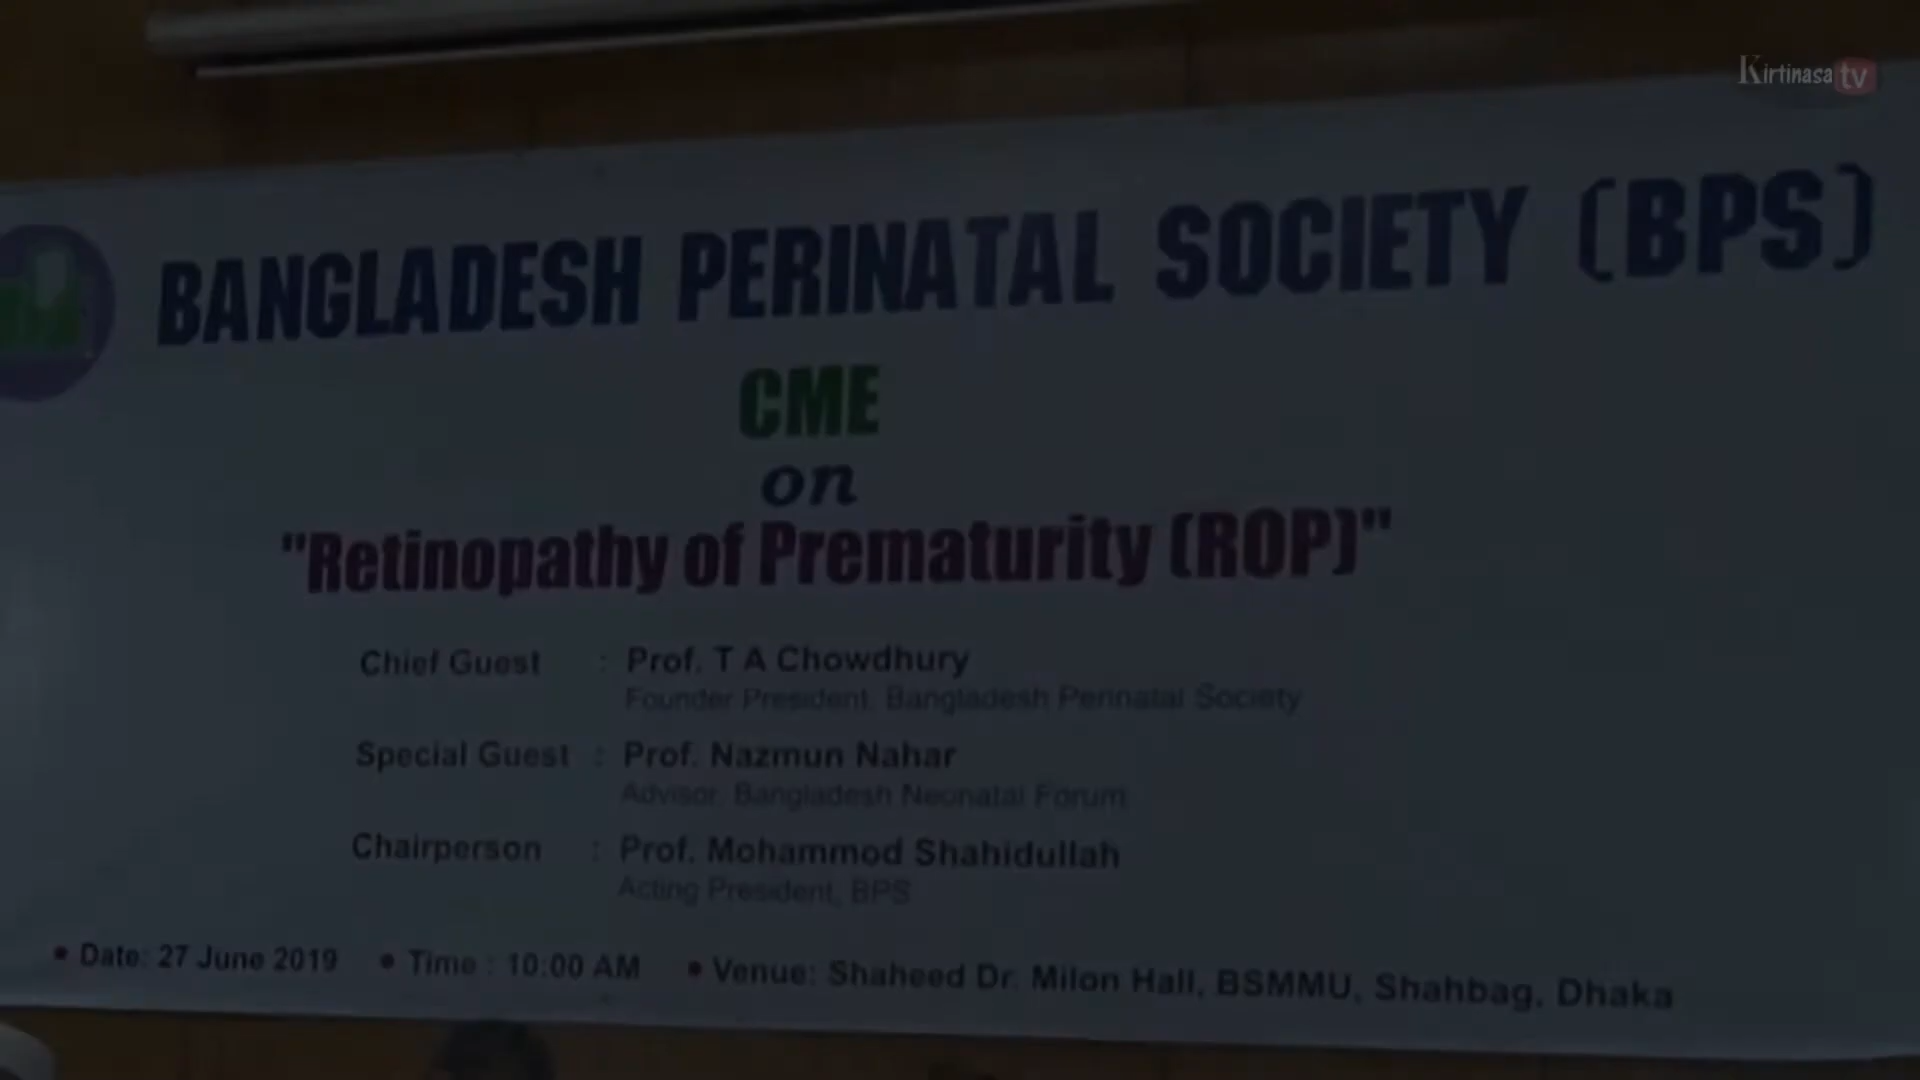 Kirtinasa tv
BANGLADESH PERINATAL SOCIETY (BPS)
CME
on
"Retinopathy of Prematurity (ROP)"
Chief Guest : Prof. T A Chowdhury
Founder President, Bangladesh Perinatal Society
Special Guest : Prof. Nazmun Nahar
Advisor, Bangladesh Neonatal Forum
Chairperson : Prof. Mohammod Shahidullah
Acting President, BPS
• Date: 27 June 2019 • Time : 10:00 AM • Venue: Shaheed Dr. Milon Hall, BSMMU, Shahbag, Dhaka